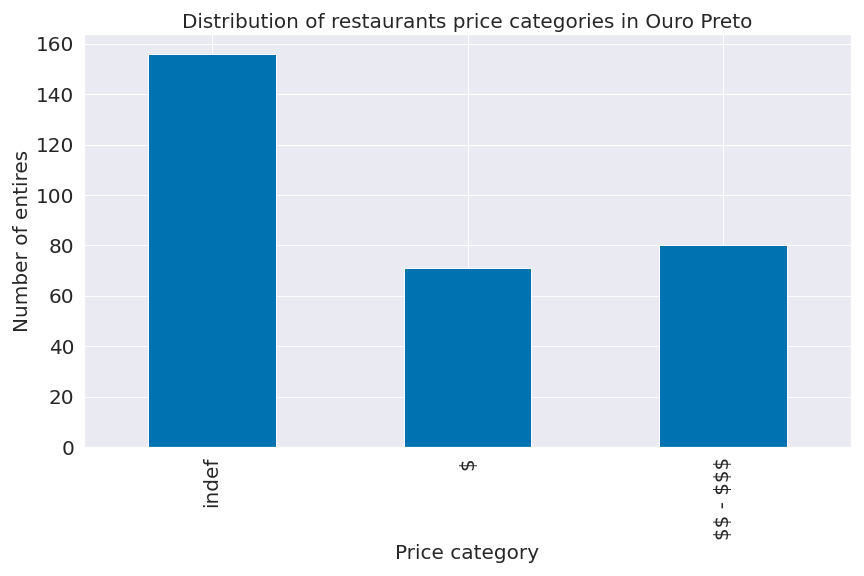 Distribution of restaurants price categories in Ouro Preto
160
140
120
100
80
60
40
20
0
Number of entires
indef
$
$$ - $$$
Price category